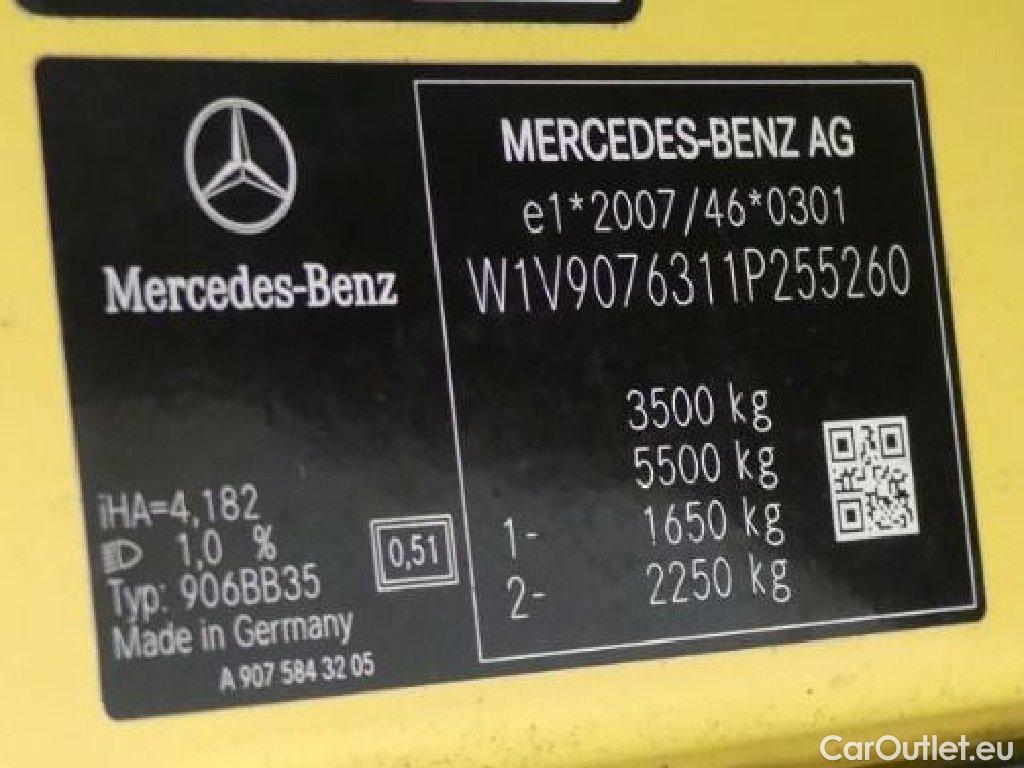 Mercedes-Benz
iHA=4,182
1,0 %
Typ: 906BB35
Made in Germany
A 907 584 32 05
0,51
MERCEDES-BENZ AG
e1*2007/46*0301
W1V9076311P255260
3500 kg
5500 kg
1- 1650 kg
2- 2250 kg
CarOutlet.eu